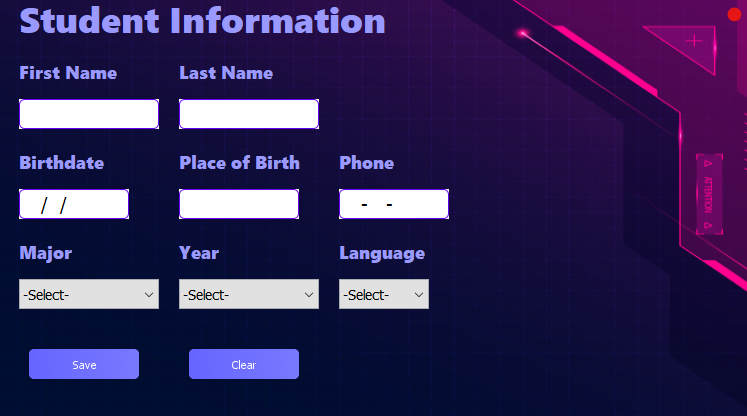 Student Information
First Name Last Name
Birthdate Place of Birth Phone
/ /
- -
Major Year Language
-Select- -Select- -Select-
Save Clear
ATTENTION